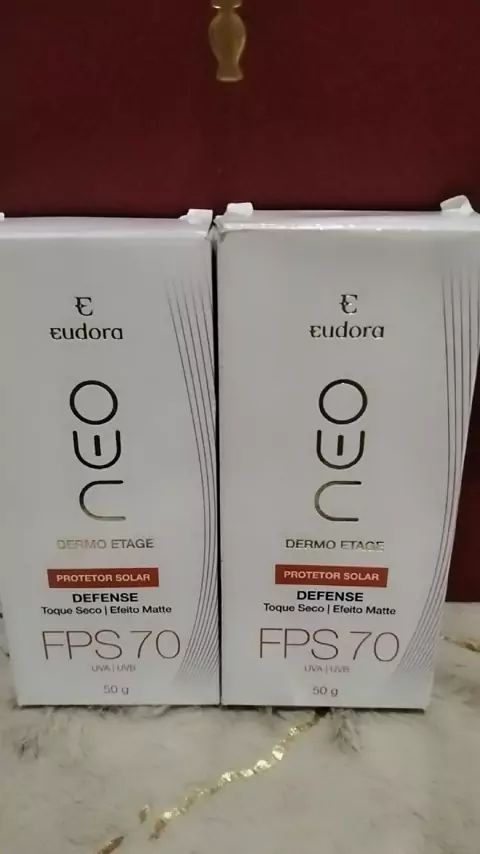 E
eudora
neo
DERMO ETAGE
PROTETOR SOLAR
DEFENSE
Toque Seco | Efeito Matte
FPS 70
UVA | UVB
50 g
E
eudora
neo
DERMO ETAGE
PROTETOR SOLAR
DEFENSE
Toque Seco | Efeito Matte
FPS 70
UVA | UVB
50 g